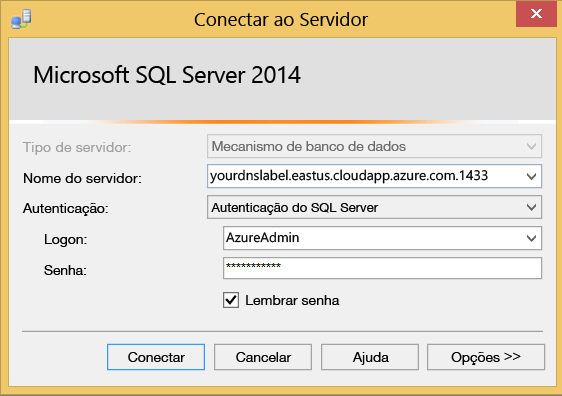 Conectar ao Servidor
Microsoft SQL Server 2014
Tipo de servidor: Mecanismo de banco de dados
Nome do servidor: yourdnslabel.eastus.cloudapp.azure.com.1433
Autenticação: Autenticação do SQL Server
Logon: AzureAdmin
Senha: ***********
Lembrar senha
Conectar Cancelar Ajuda Opções >>